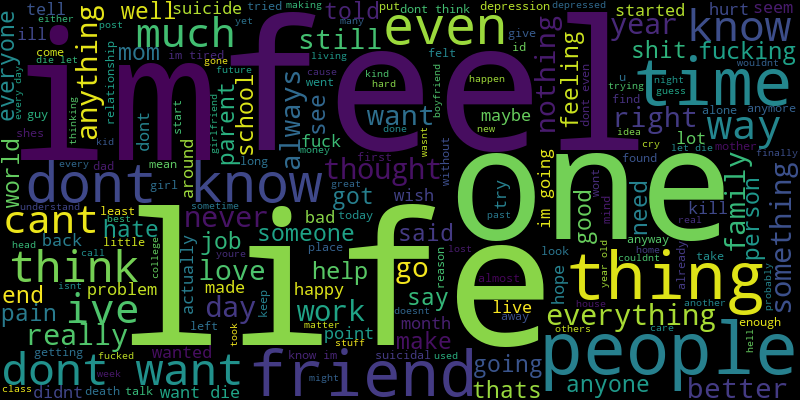 tell
either
ill
everyone
every day
guy
shes
world
come
die let
post
anything
thinking
dont think
kid
relationship
well
much
mom
suicide
im tired
yet
tried
making
many
told
put
dont think
depression
depressed
still
living
cause
went
gone
future
even
felt
id
give
started
year
hurt
seem
know
shit
fucking
im
feel
nothing
feeling
dont even
u
trying
find
night
guess
wouldnt
time
right
alone
anymore
way
idea
cry
mother
lot
found
let die
finally
school
parent
girlfriend
always
see
fuck
money
want
done
kind
hard
boyfriend
wasnt
without
happen
maybe
new
dont
start
around
dad
every
mean
long
girl
first
thought
great
got
wish
try
past
one
im going
good
wont
mind
need
kill
real
family
person
something
dont know
understand
sometime
cant
least
best
hate
little
back
head
call
college
isnt
never
job
youre
someone
bad
today
place
said
reason
lost
almost
look
hope
anyway
home
couldnt
year old
already
take
another
probably
house
think
problem
made
actually
love
help
go
happy
keep
say
live
away
thing
everything
enough
others
care
hell
end
pain
ive
life
left
took
day
work
matter
stuff
point
doesnt
month
make
really
getting
fucked
wanted
know im
suicidal
used
might
friend
going
thats
people
anyone
better
dont want
class
didnt
week
death
talk
want die